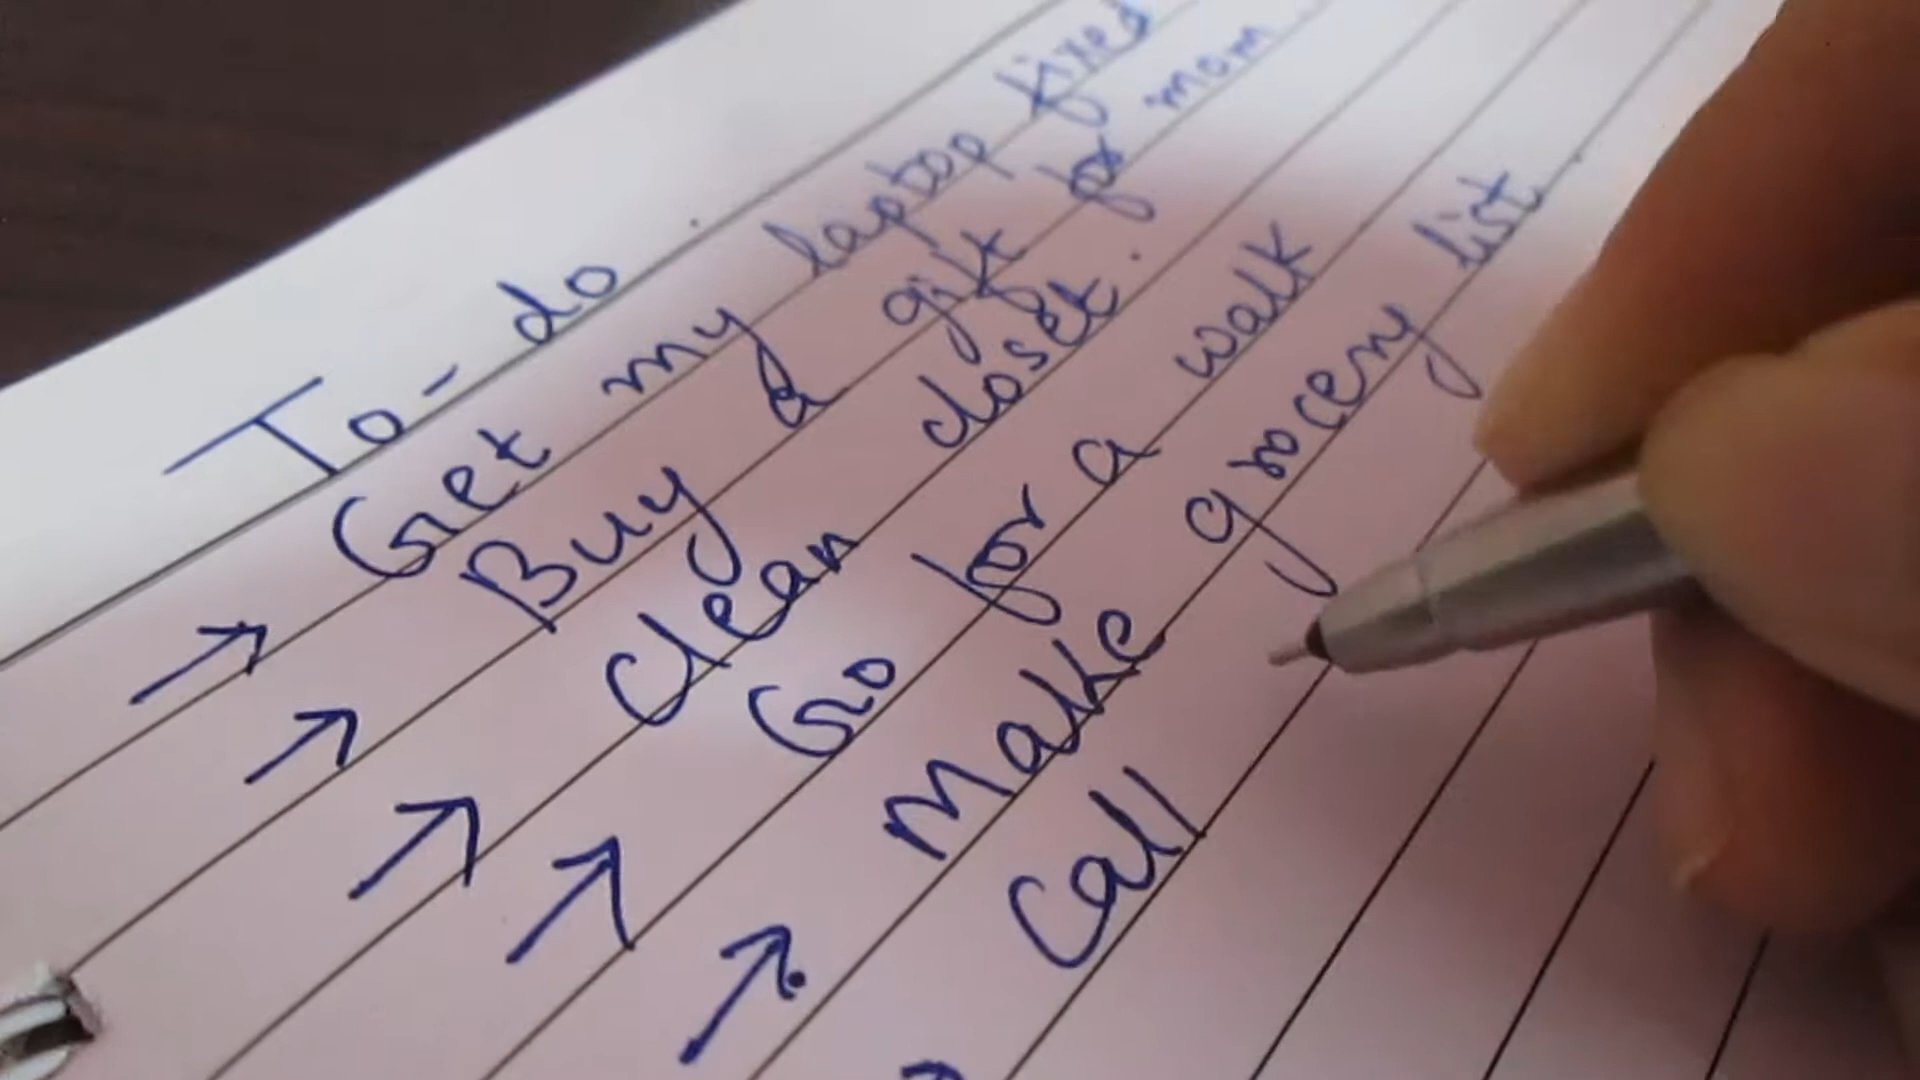 To-do
→ Get my laptop fixed
→ Buy a gift for mom
→ Clean closet.
→ Go for a walk
→ Make grocery list
→ Call